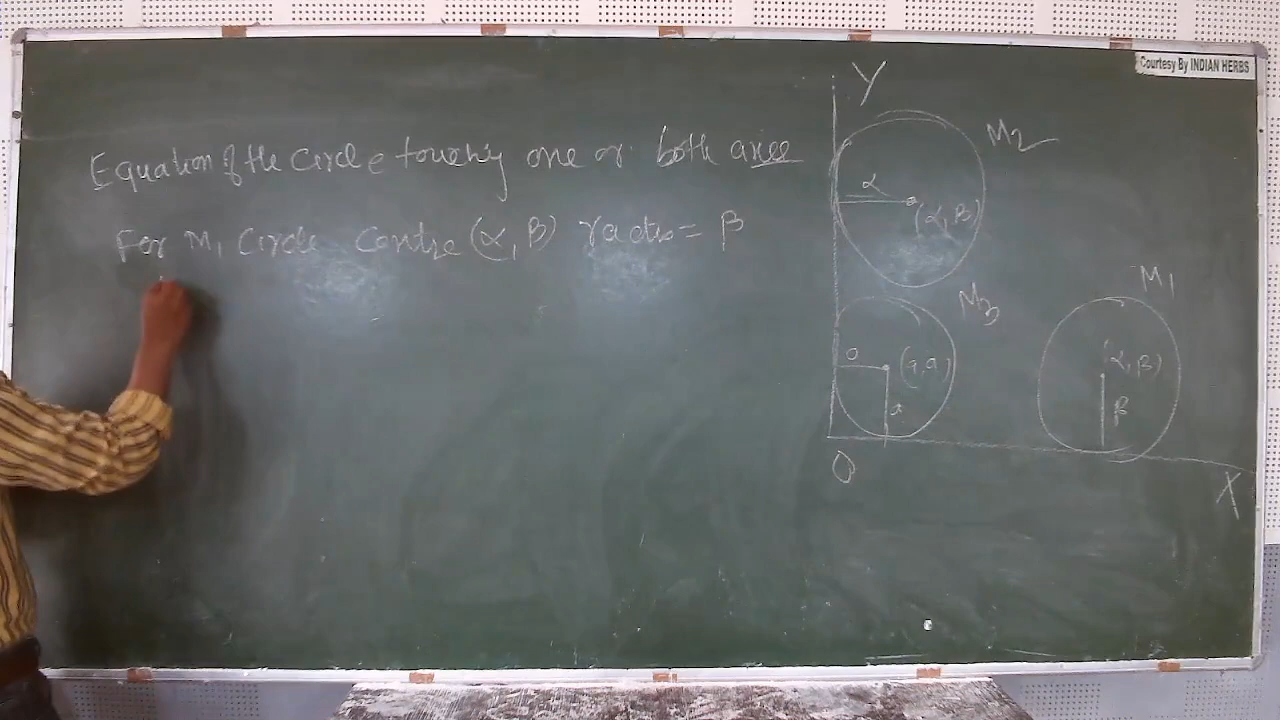 Courtesy By INDIAN HERBS
Equation of the Circle touching one or both axises
For M1 Circle Centre (α, β) radius = β
Y
M2
α
(α, β)
M3
a
(a, a)
a
M1
(α, β)
β
O
X